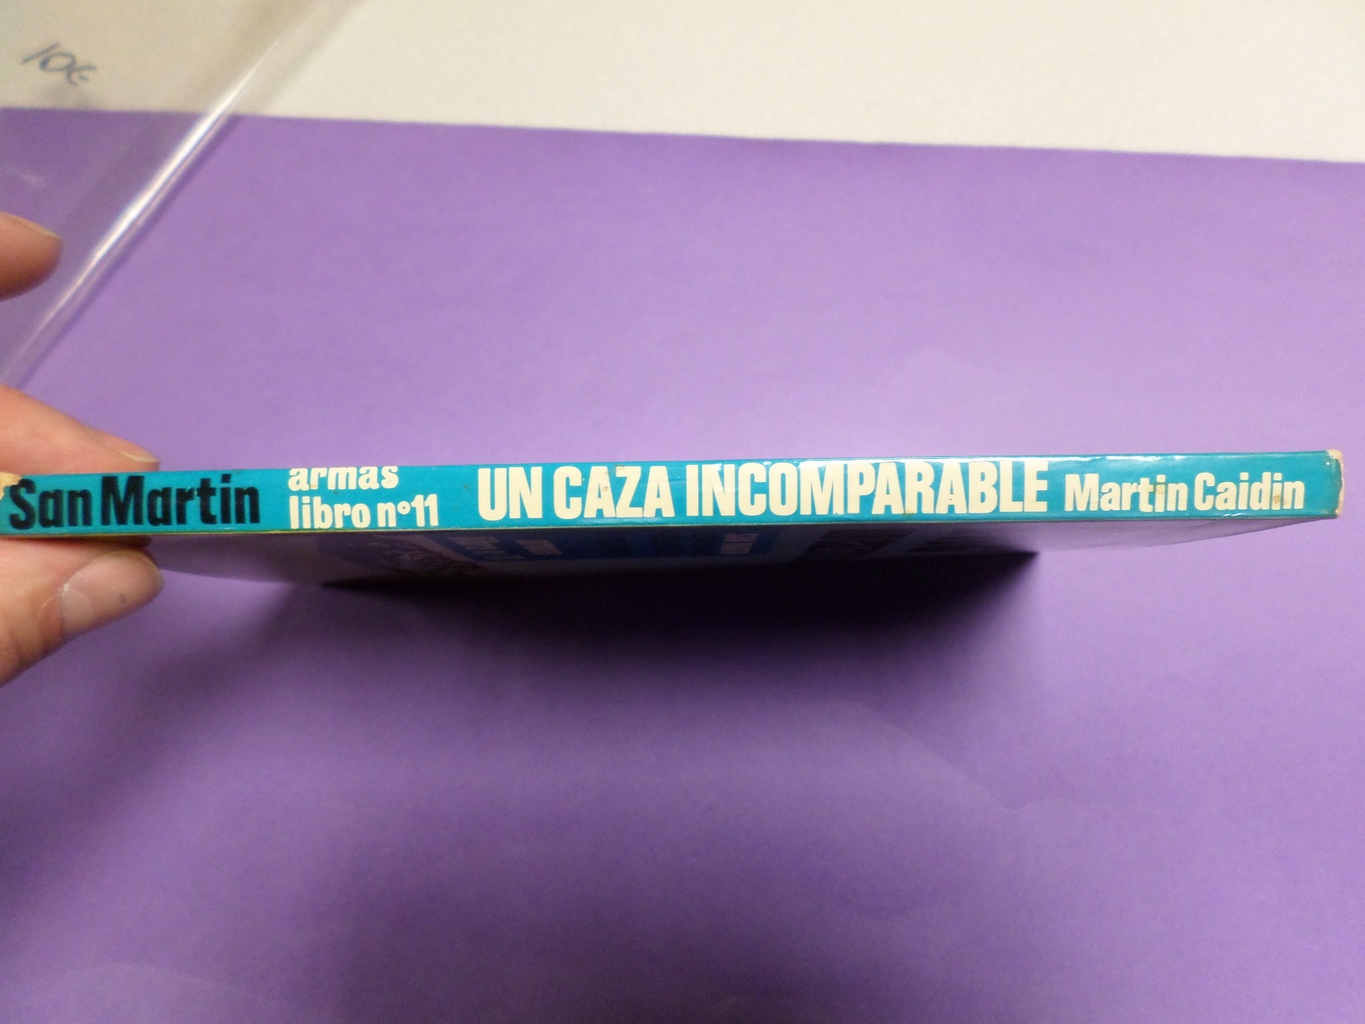 10€
San Martin
armas
libro nº11
UN CAZA INCOMPARABLE
Martin Caidin